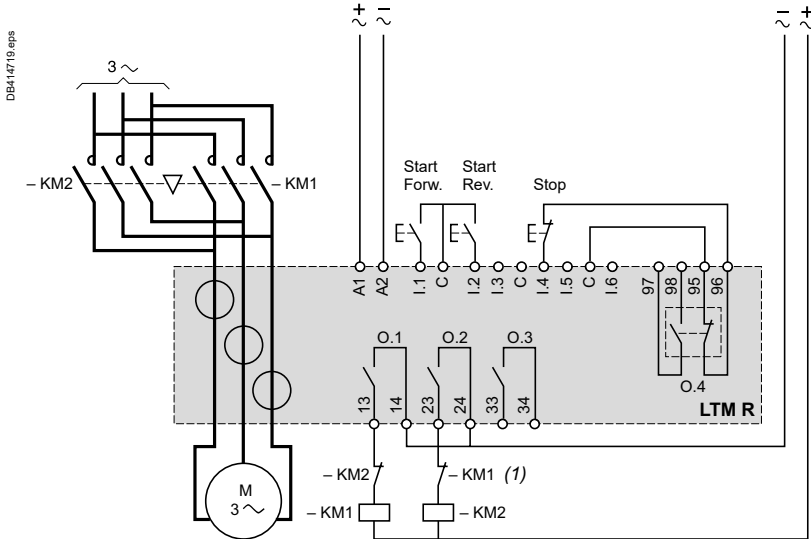 DB414719.eps
+ −
∼ ∼
− +
∼ ∼
3 ∼
– KM2
– KM1
Start Forw.
Start Rev.
Stop
A1 A2 I.1 C I.2 I.3 C I.4 I.5 C I.6 97 98 95 96
O.1 O.2 O.3
O.4
13 14 23 24 33 34
LTM R
M
3 ∼
– KM2
– KM1 (1)
– KM1
– KM2